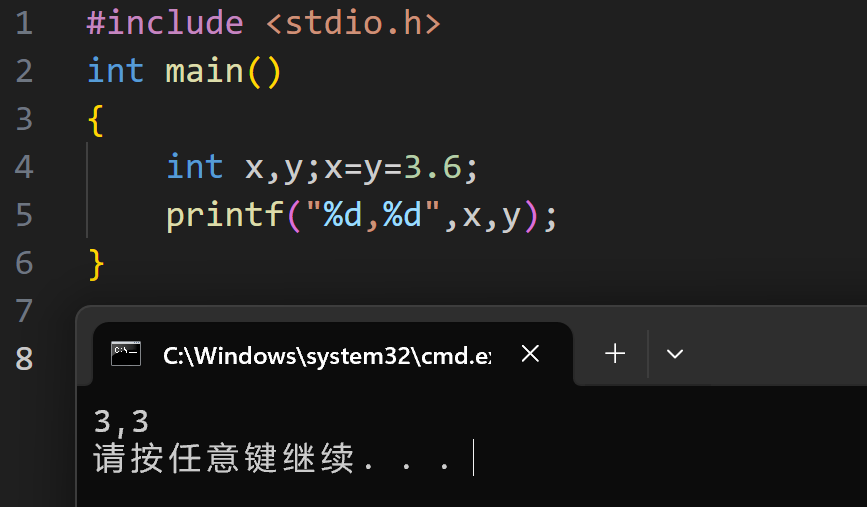 1 #include <stdio.h>
2 int main()
3 {
4 int x,y;x=y=3.6;
5 printf("%d,%d",x,y);
6 }
7
8
C:\Windows\system32\cmd.e
3,3
请按任意键继续. . .